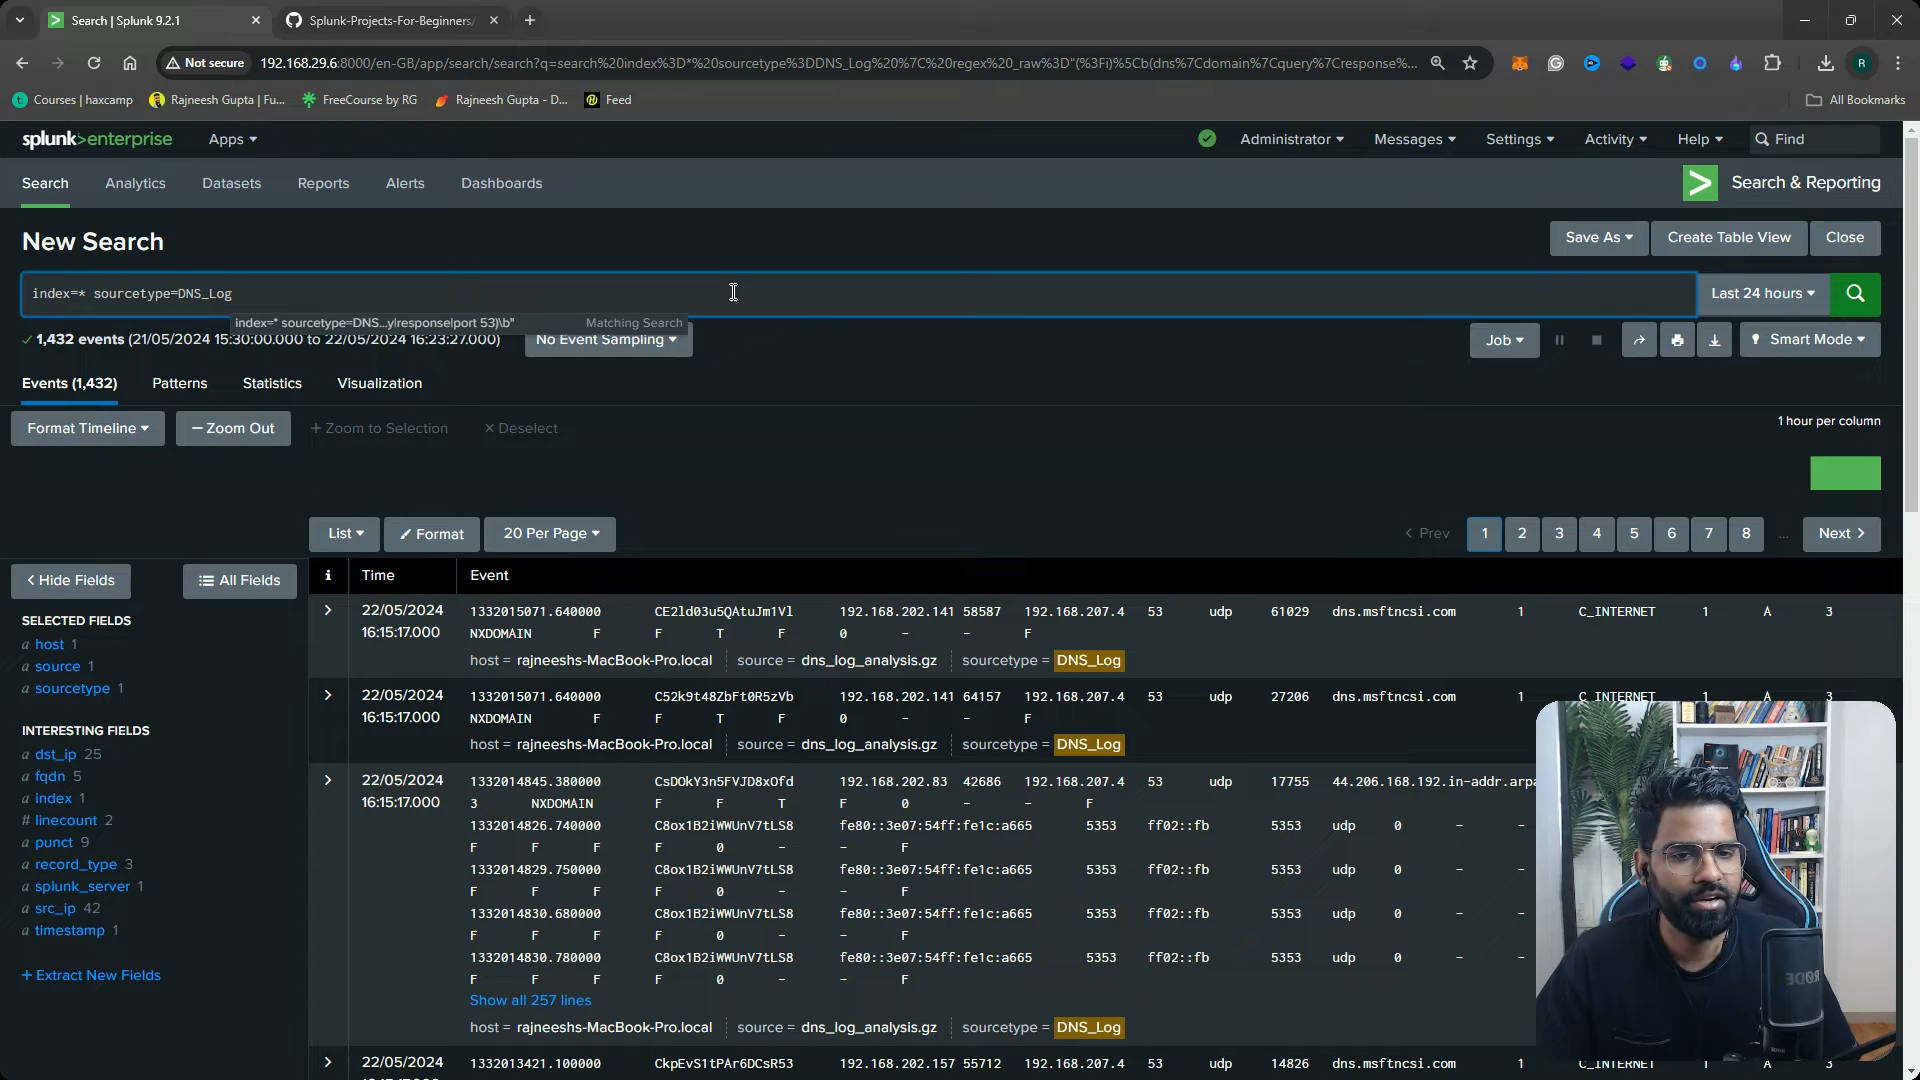 Search | Splunk 9.2.1
Splunk-Projects-For-Beginners/
Not secure
192.168.29.6:8000/en-GB/app/search/search?q=search%20index%3D*%20sourcetype%3DDNS_Log%20%7C%20regex%20_raw%3D"(%3Fi)%5Cb(dns%7Cdomain%7Cquery%7Cresponse%7C...
R
Courses | haxcamp
Rajneesh Gupta | Fu...
FreeCourse by RG
Rajneesh Gupta - D...
Feed
All Bookmarks
splunk>enterprise
Apps
Administrator
Messages
Settings
Activity
Help
Find
Search
Analytics
Datasets
Reports
Alerts
Dashboards
Search & Reporting
New Search
Save As
Create Table View
Close
index=* sourcetype=DNS_Log
Last 24 hours
index=* sourcetype=DNS...y|response|port 53)\b"
Matching Search
1,432 events (21/05/2024 15:30:00.000 to 22/05/2024 16:23:27.000)
No Event Sampling
Job
Smart Mode
Events (1,432)
Patterns
Statistics
Visualization
Format Timeline
— Zoom Out
+ Zoom to Selection
× Deselect
1 hour per column
List
Format
20 Per Page
< Prev
1 2 3 4 5 6 7 8 ...
Next >
< Hide Fields
All Fields
i Time Event
SELECTED FIELDS
a host 1
a source 1
a sourcetype 1
INTERESTING FIELDS
a dst_ip 25
a fqdn 5
a index 1
# linecount 2
a punct 9
a record_type 3
a splunk_server 1
a src_ip 42
a timestamp 1
+ Extract New Fields
22/05/2024 16:15:17.000
1332015071.640000 CE2ld03u5QAtuJm1Vl 192.168.202.141 58587 192.168.207.4 53 udp 61029 dns.msftncsi.com 1 C_INTERNET 1 A 3
NXDOMAIN F F T F 0 - - F
host = rajneeshs-MacBook-Pro.local source = dns_log_analysis.gz sourcetype = DNS_Log
22/05/2024 16:15:17.000
1332015071.640000 C52k9t48ZbFt0R5zVb 192.168.202.141 64157 192.168.207.4 53 udp 27206 dns.msftncsi.com 1 C_INTERNET 1 A 3
NXDOMAIN F F T F 0 - - F
host = rajneeshs-MacBook-Pro.local source = dns_log_analysis.gz sourcetype = DNS_Log
22/05/2024 16:15:17.000
1332014845.380000 CsDOkY3n5FVJD8xOfd 192.168.202.83 42686 192.168.207.4 53 udp 17755 44.206.168.192.in-addr.arpa
3 NXDOMAIN F F T F 0 - - F
1332014826.740000 C8ox1B2iWWUnV7tLS8 fe80::3e07:54ff:fe1c:a665 5353 ff02::fb 5353 udp 0 - -
F F F F 0 - - F
1332014829.750000 C8ox1B2iWWUnV7tLS8 fe80::3e07:54ff:fe1c:a665 5353 ff02::fb 5353 udp 0 - -
F F F F 0 - - F
1332014830.680000 C8ox1B2iWWUnV7tLS8 fe80::3e07:54ff:fe1c:a665 5353 ff02::fb 5353 udp 0 - -
F F F F 0 - - F
1332014830.780000 C8ox1B2iWWUnV7tLS8 fe80::3e07:54ff:fe1c:a665 5353 ff02::fb 5353 udp 0 - -
F F F F 0 - - F
Show all 257 lines
host = rajneeshs-MacBook-Pro.local source = dns_log_analysis.gz sourcetype = DNS_Log
22/05/2024
1332013421.100000 CkpEvS1tPAr6DCsR53 192.168.202.157 55712 192.168.207.4 53 udp 14826 dns.msftncsi.com 1 C_INTERNET 1 A 3
RØDE